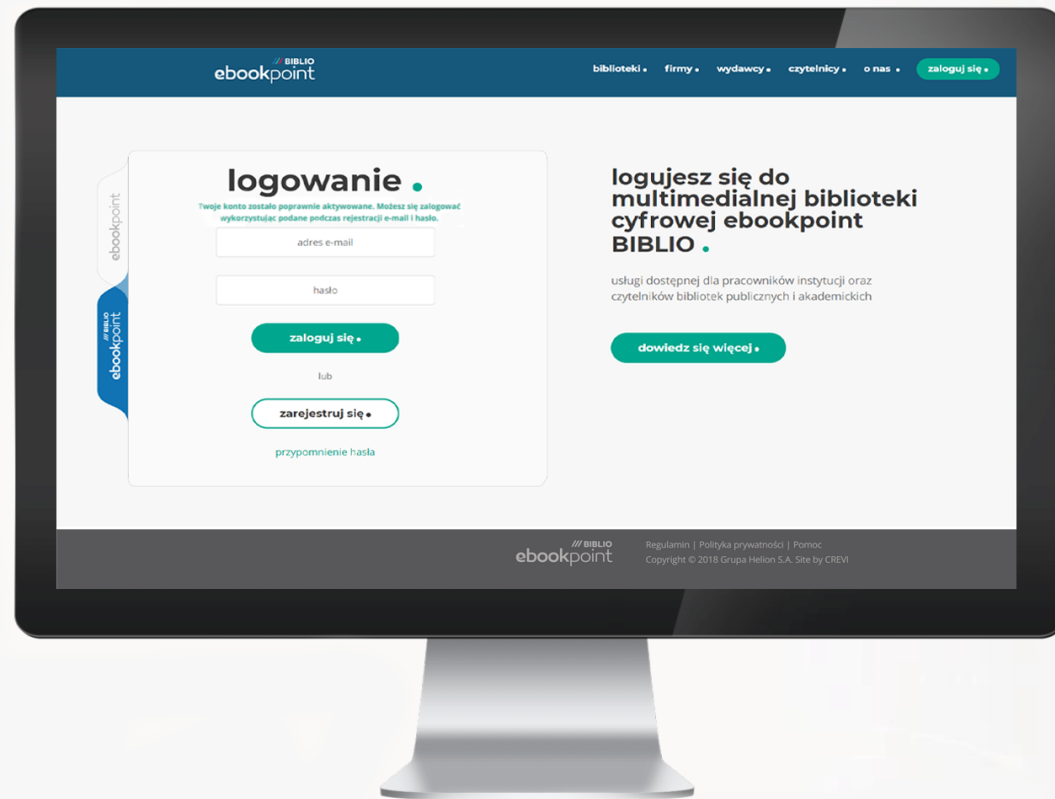 /// BIBLIO
ebookpoint
biblioteki • firmy • wydawcy • czytelnicy • o nas • zaloguj się •
ebookpoint
/// BIBLIO
ebookpoint
logowanie •
Twoje konto zostało poprawnie aktywowane. Możesz się zalogować
wykorzystując podane podczas rejestracji e-mail i hasło.
adres e-mail
hasło
zaloguj się •
lub
zarejestruj się •
przypomnienie hasła
logujesz się do
multimedialnej biblioteki
cyfrowej ebookpoint
BIBLIO •
usługi dostępnej dla pracowników instytucji oraz
czytelników bibliotek publicznych i akademickich
dowiedz się więcej •
/// BIBLIO
ebookpoint
Regulamin | Polityka prywatności | Pomoc
Copyright © 2018 Grupa Helion S.A. Site by CREVI